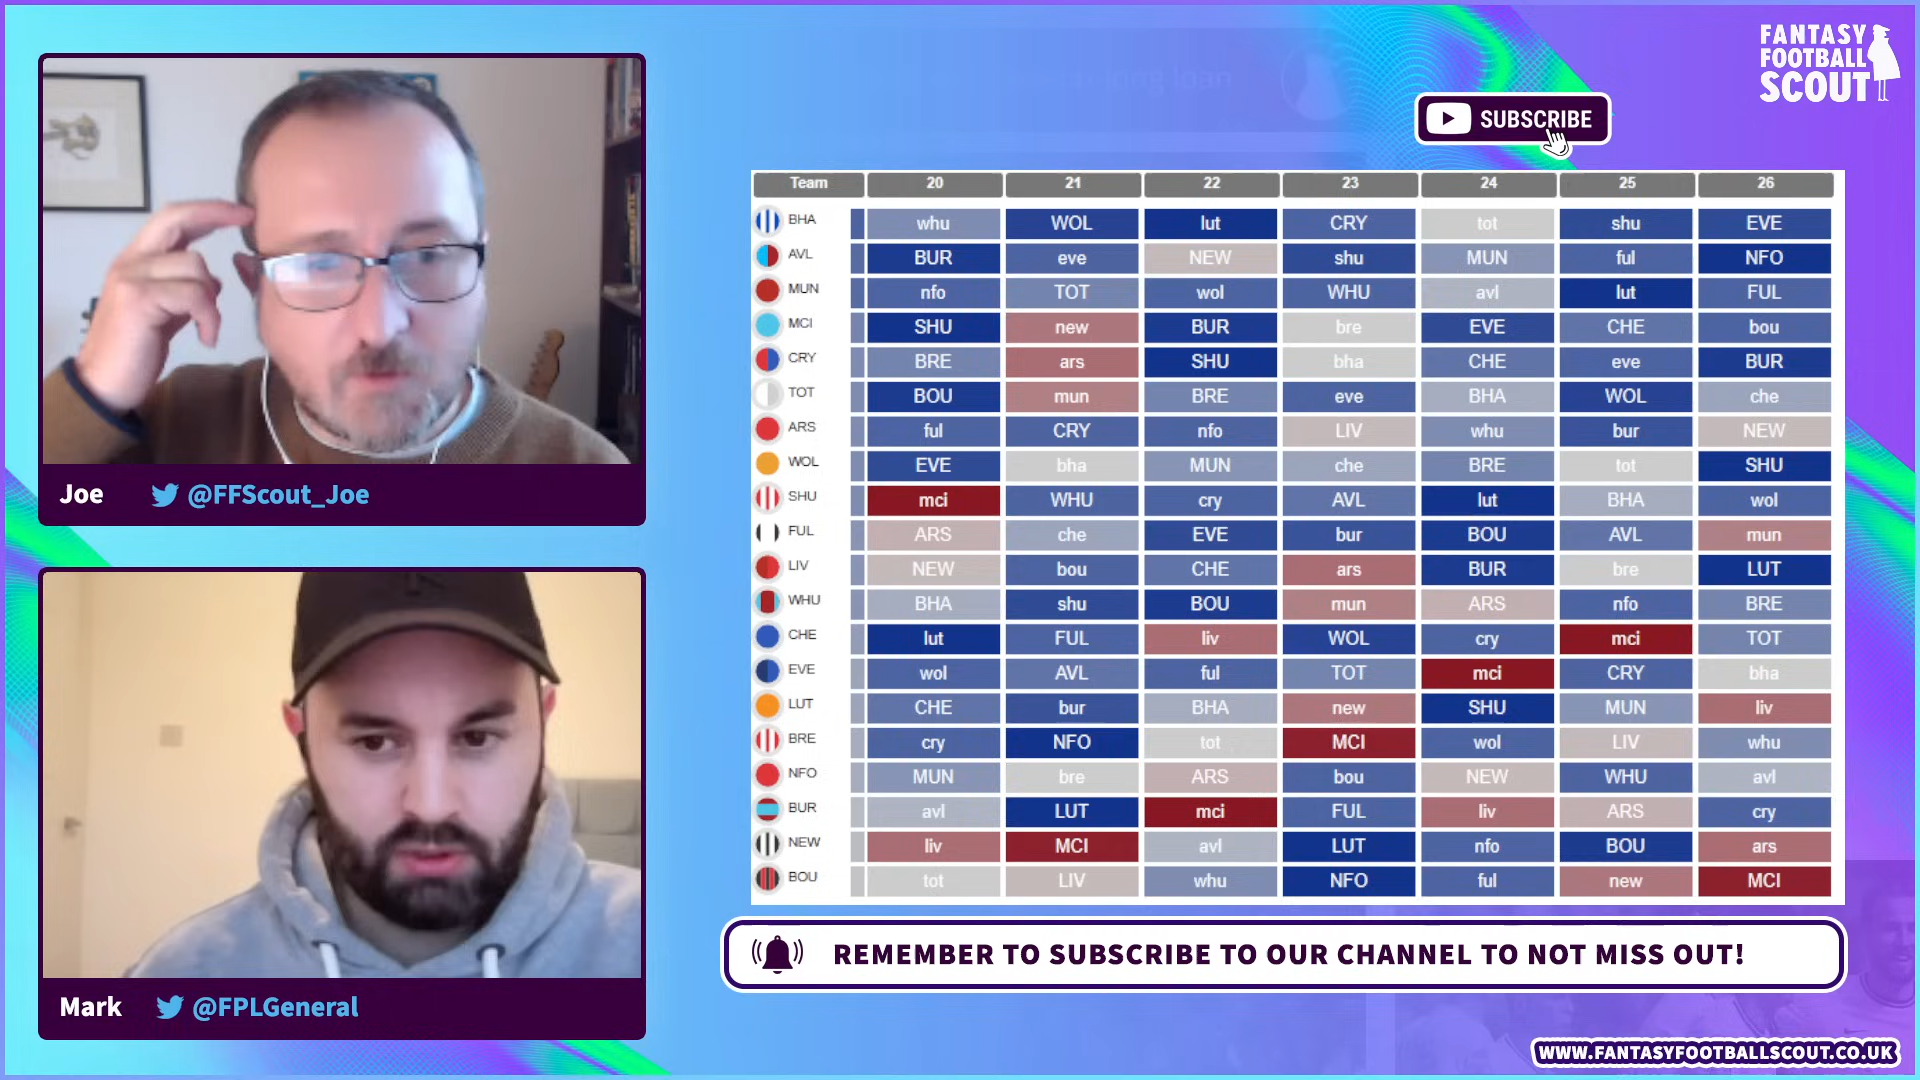 FANTASY
FOOTBALL
SCOUT
SUBSCRIBE
Team 20 21 22 23 24 25 26
BHA whu WOL lut CRY tot shu EVE
AVL BUR eve NEW shu MUN ful NFO
MUN nfo TOT wol WHU avl lut FUL
MCI SHU new BUR bre EVE CHE bou
CRY BRE ars SHU bha CHE eve BUR
TOT BOU mun BRE eve BHA WOL che
ARS ful CRY nfo LIV whu bur NEW
WOL EVE bha MUN che BRE tot SHU
SHU mci WHU cry AVL lut BHA wol
FUL ARS che EVE bur BOU AVL mun
LIV NEW bou CHE ars BUR bre LUT
WHU BHA shu BOU mun ARS nfo BRE
CHE lut FUL liv WOL cry mci TOT
EVE wol AVL ful TOT mci CRY bha
LUT CHE bur BHA new SHU MUN liv
BRE cry NFO tot MCI wol LIV whu
NFO MUN bre ARS bou NEW WHU avl
BUR avl LUT mci FUL liv ARS cry
NEW liv MCI avl LUT nfo BOU ars
BOU tot LIV whu NFO ful new MCI
Joe @FFScout_Joe
Mark @FPLGeneral
REMEMBER TO SUBSCRIBE TO OUR CHANNEL TO NOT MISS OUT!
WWW.FANTASYFOOTBALLSCOUT.CO.UK